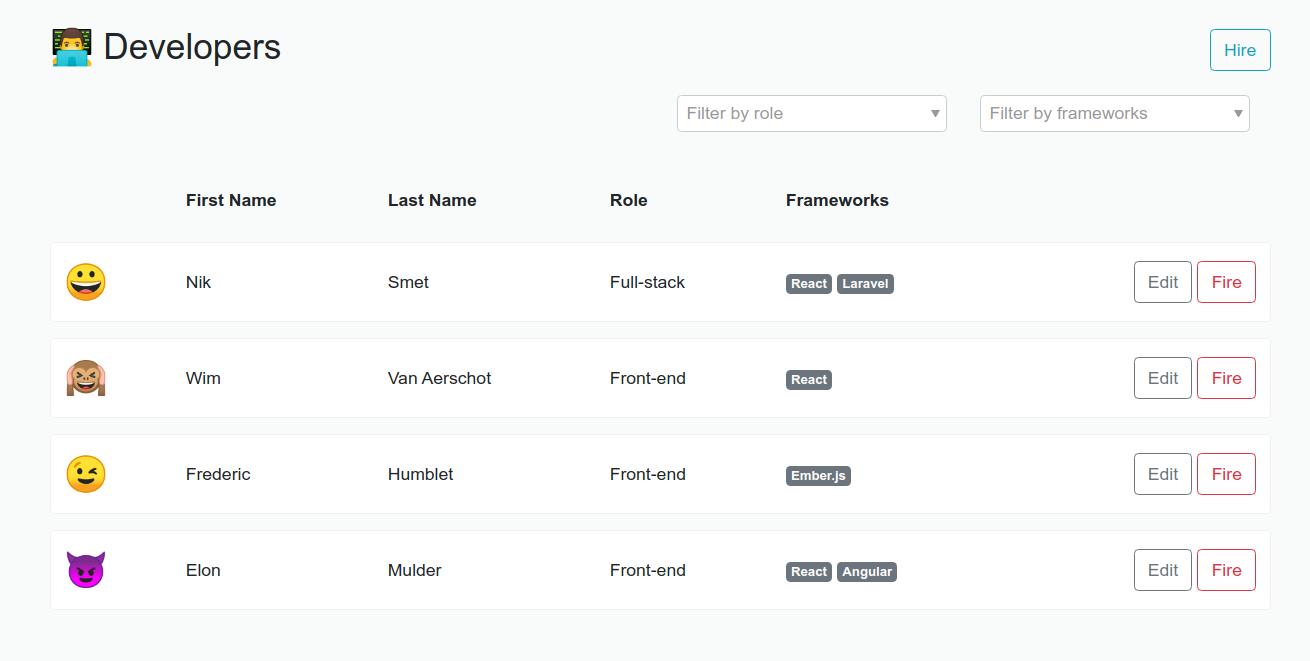 Developers
Hire
Filter by role Filter by frameworks
First Name Last Name Role Frameworks
Nik Smet Full-stack React Laravel Edit Fire
Wim Van Aerschot Front-end React Edit Fire
Frederic Humblet Front-end Ember.js Edit Fire
Elon Mulder Front-end React Angular Edit Fire